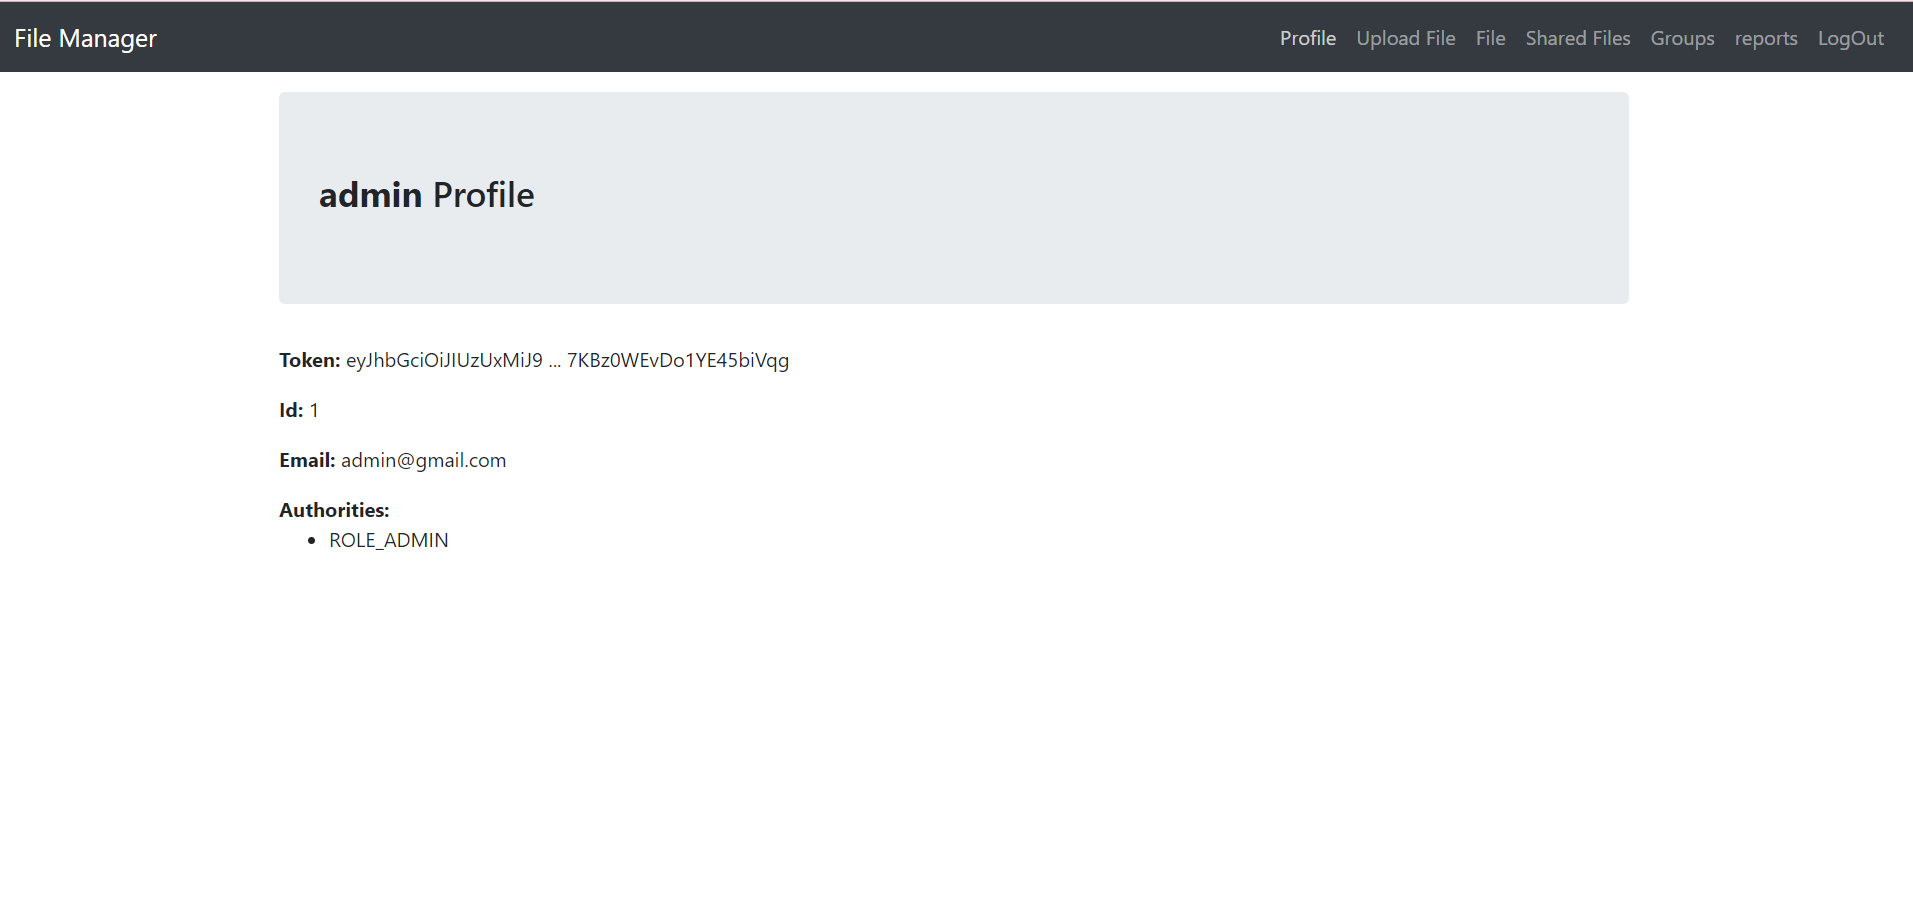 File Manager
Profile Upload File File Shared Files Groups reports LogOut
admin Profile
Token: eyJhbGciOiJIUzUxMiJ9 ... 7KBz0WEvDo1YE45biVqg
Id: 1
Email: admin@gmail.com
Authorities:
• ROLE_ADMIN